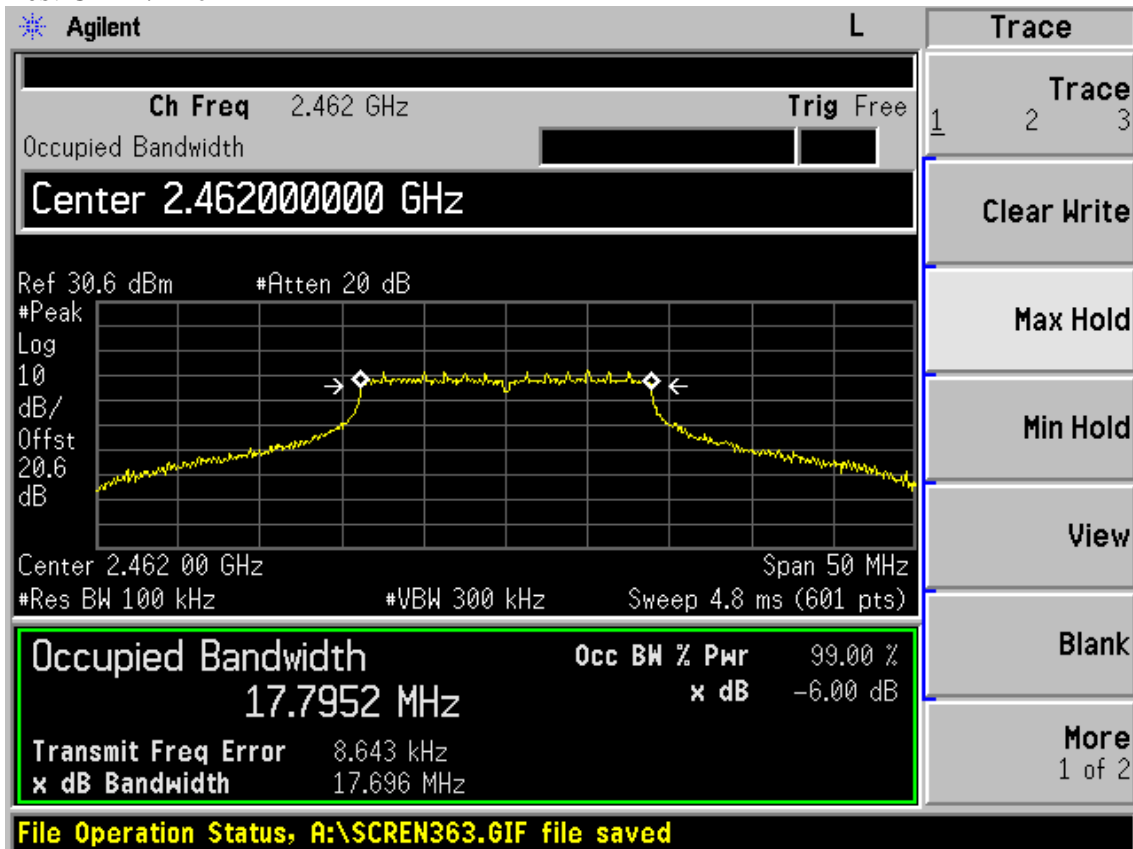 Agilent L Trace
Ch Freq 2.462 GHz Trig Free
Occupied Bandwidth
Center 2.462000000 GHz
Ref 30.6 dBm #Atten 20 dB
#Peak
Log
10
dB/
Offst
20.6
dB
Center 2.462 00 GHz Span 50 MHz
#Res BW 100 kHz #VBW 300 kHz Sweep 4.8 ms (601 pts)
Occupied Bandwidth Occ BW % Pwr 99.00 %
17.7952 MHz x dB -6.00 dB
Transmit Freq Error 8.643 kHz
x dB Bandwidth 17.696 MHz
File Operation Status, A:\SCREN363.GIF file saved
Trace
1 2 3
Clear Write
Max Hold
Min Hold
View
Blank
More
1 of 2